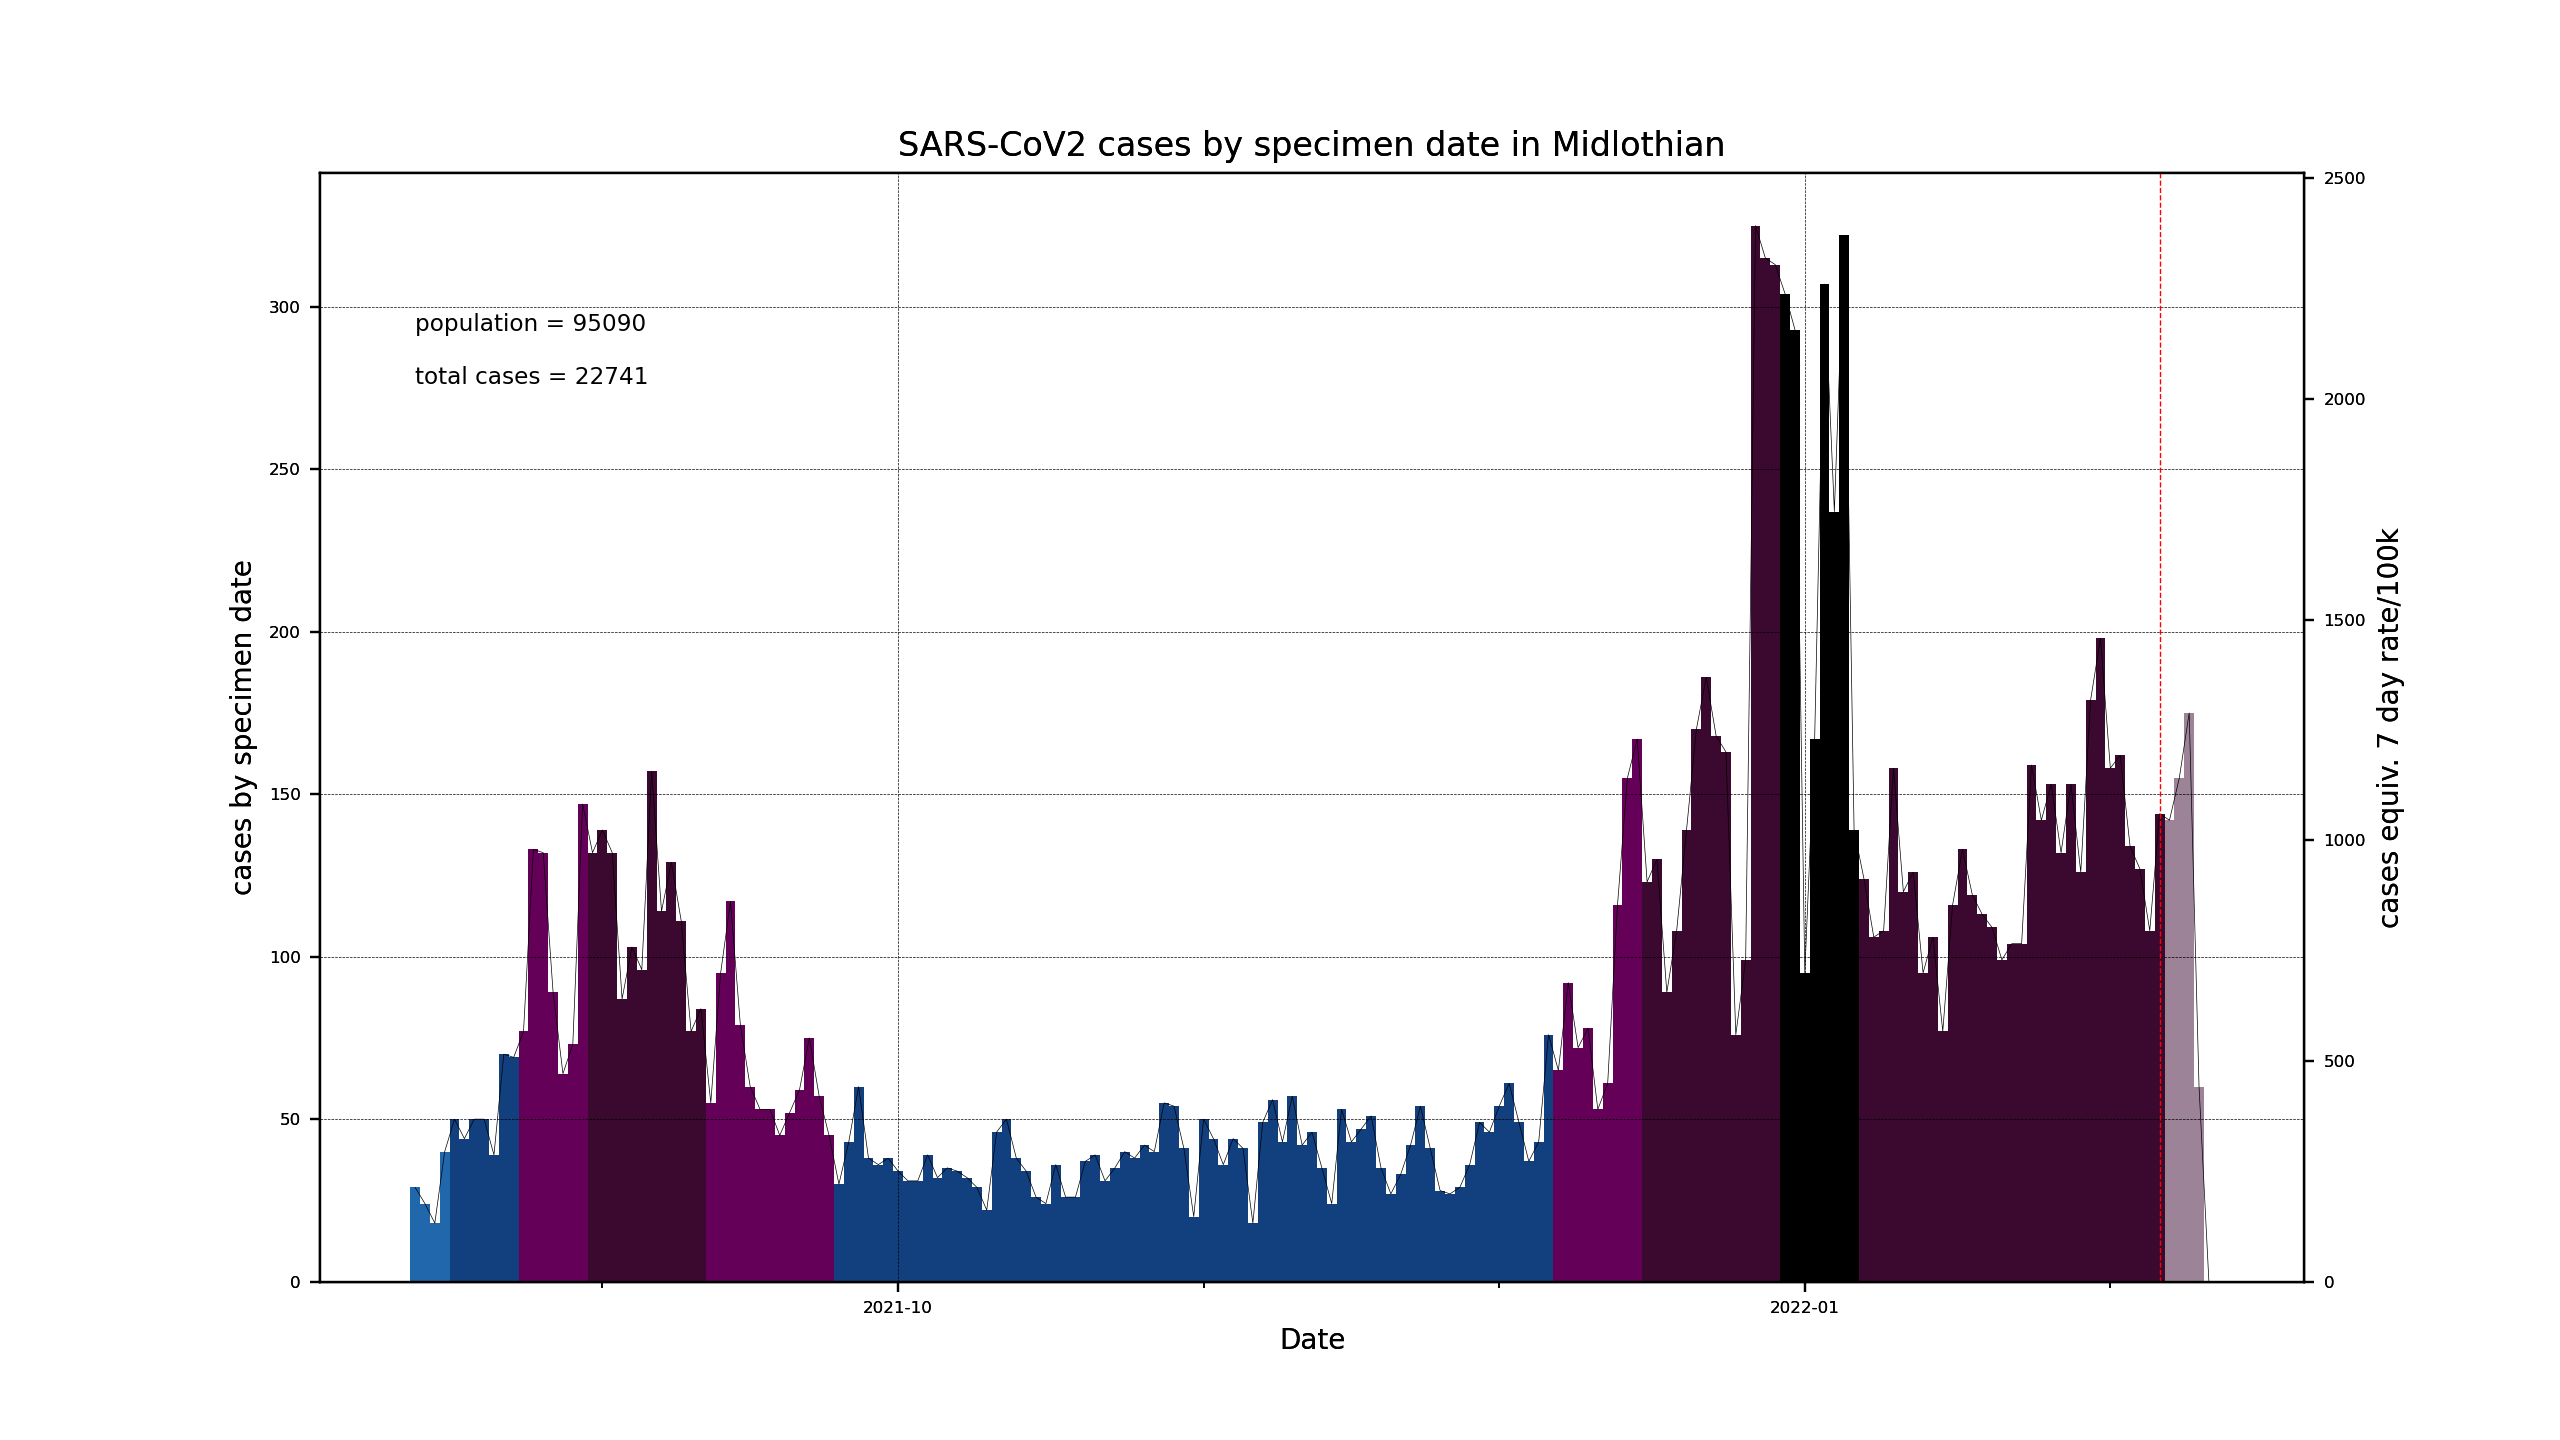 SARS-CoV2 cases by specimen date in Midlothian
population = 95090
total cases = 22741
cases by specimen date
300
250
200
150
100
50
0
2500
2000
1500
1000
500
0
cases equiv. 7 day rate/100k
2021-10
2022-01
Date